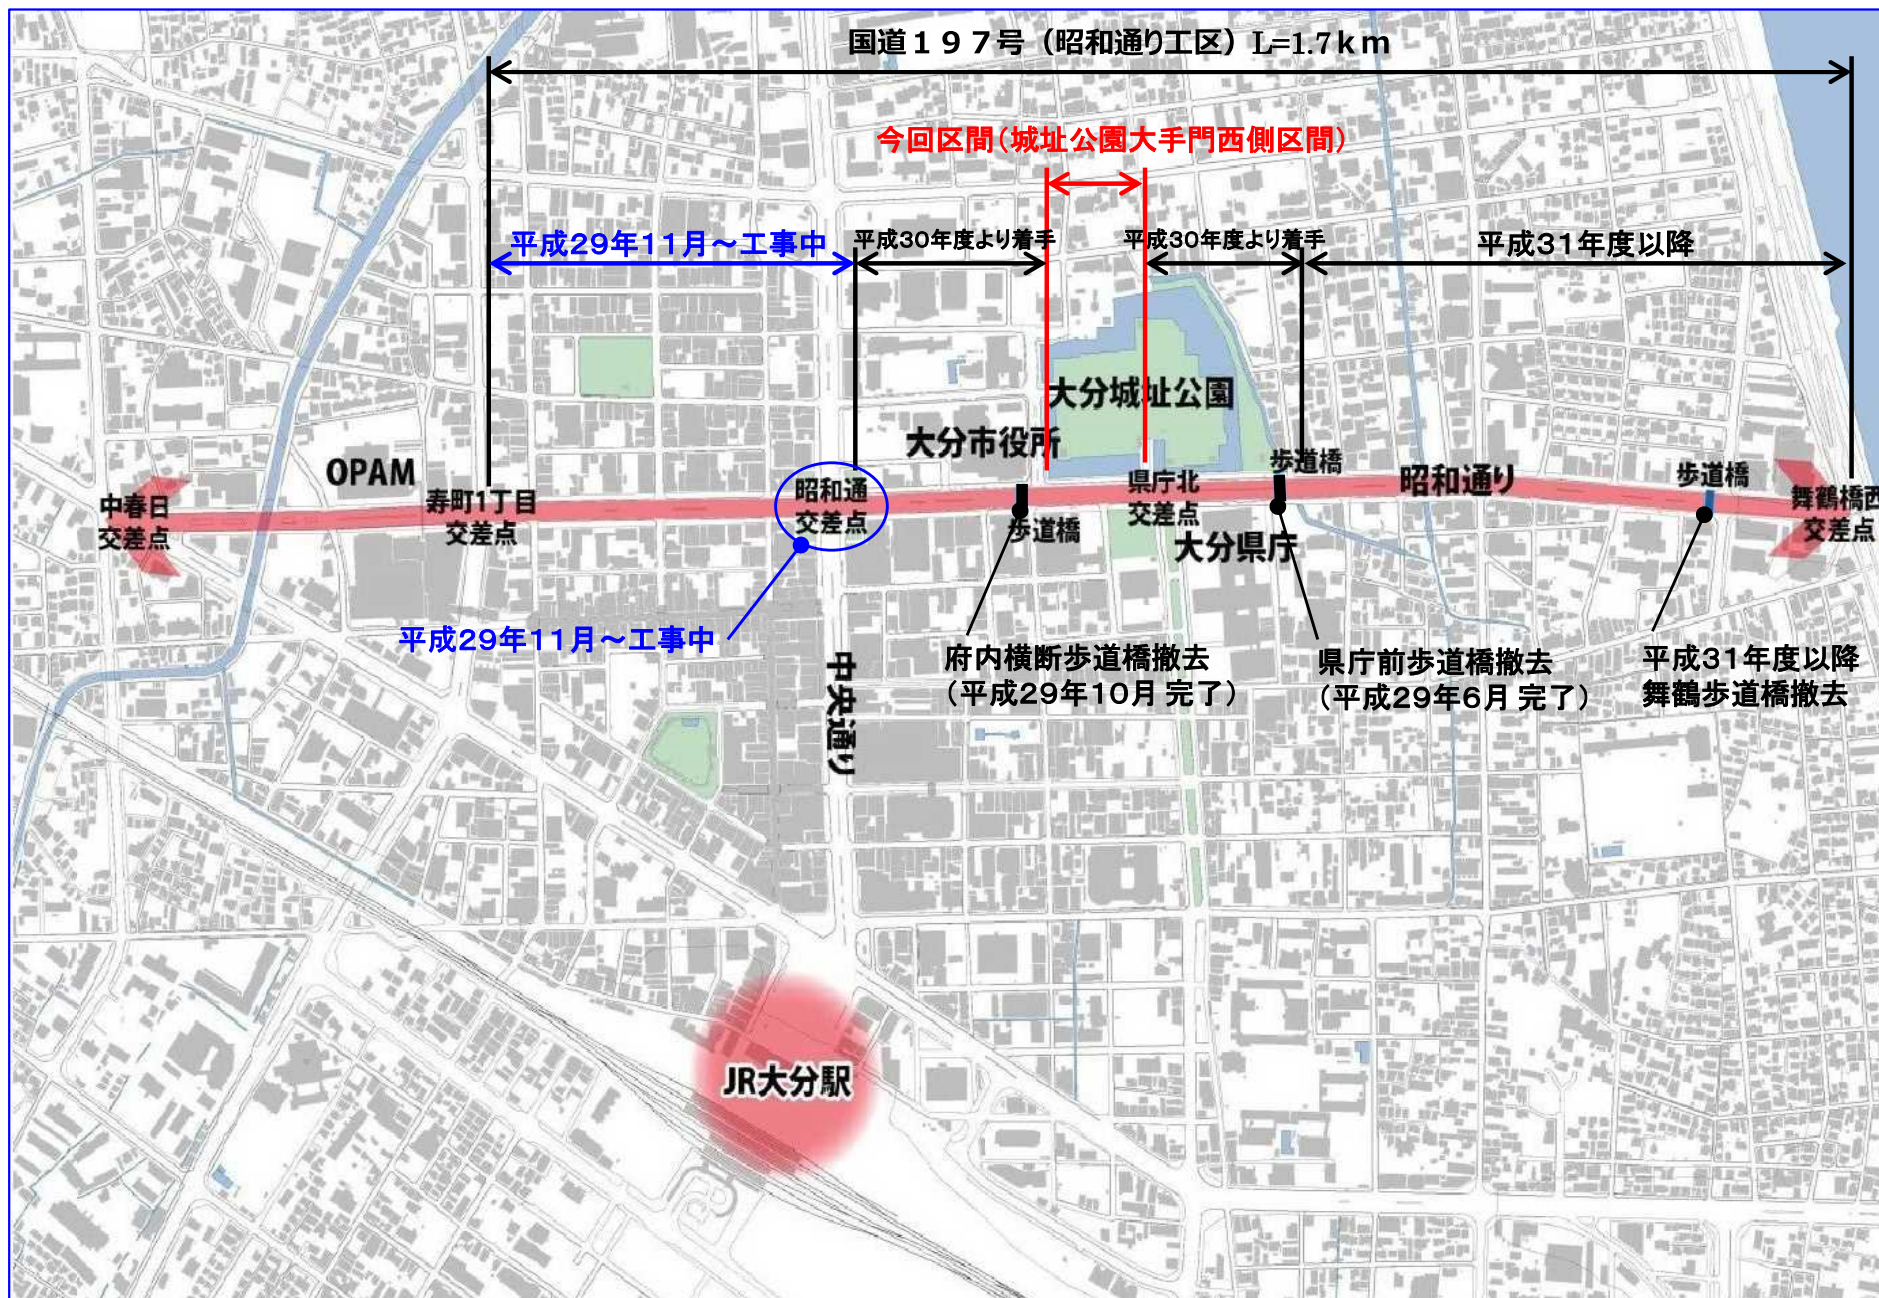 国道１９７号（昭和通り工区）L=1.7ｋｍ
今回区間（城址公園大手門西側区間）
平成29年11月～工事中
平成30年度より着手
平成30年度より着手
平成31年度以降
大分城址公園
大分市役所
OPAM
歩道橋
昭和通り
歩道橋
中春日
交差点
寿町1丁目
交差点
昭和通
交差点
歩道橋
県庁北
交差点
大分県庁
舞鶴橋西
交差点
平成29年11月～工事中
中央通り
府内横断歩道橋撤去
（平成29年10月 完了）
県庁前歩道橋撤去
（平成29年6月 完了）
平成31年度以降
舞鶴歩道橋撤去
JR大分駅